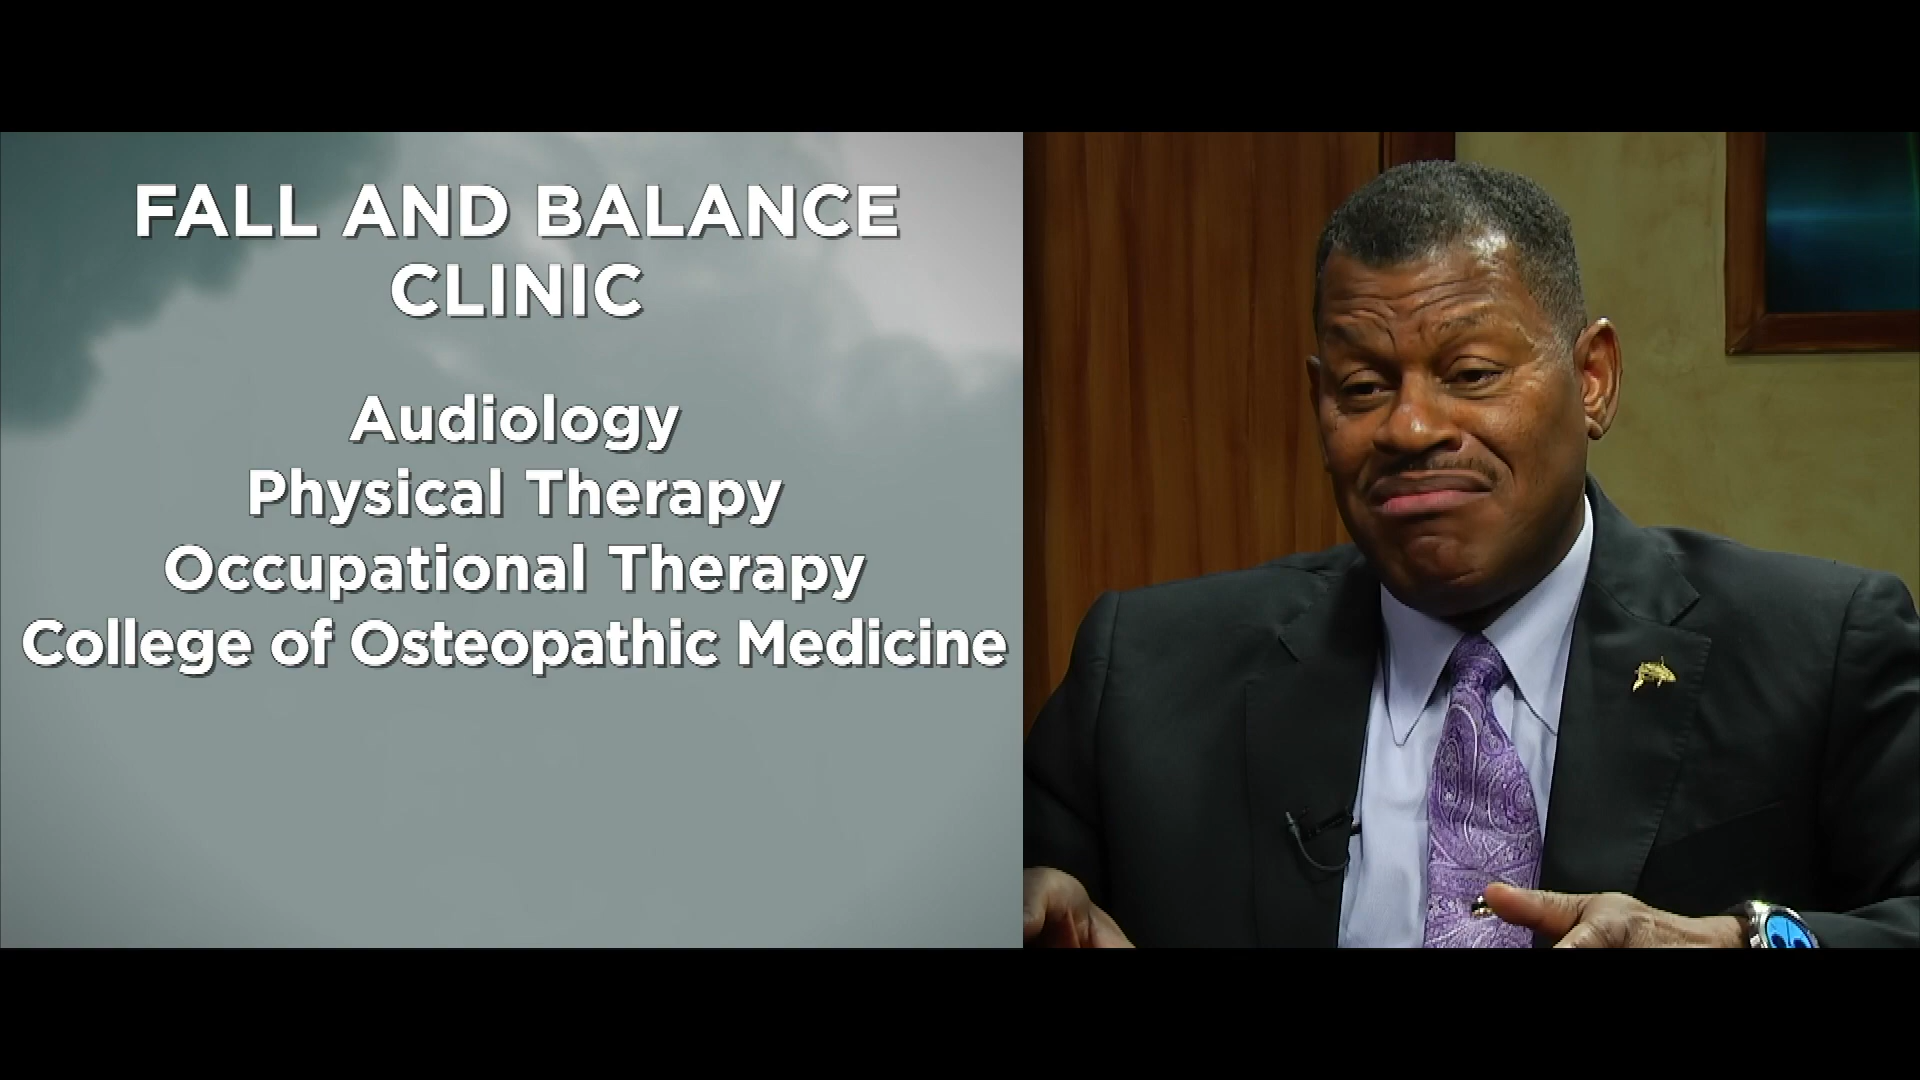 FALL AND BALANCE
CLINIC
Audiology
Physical Therapy
Occupational Therapy
College of Osteopathic Medicine